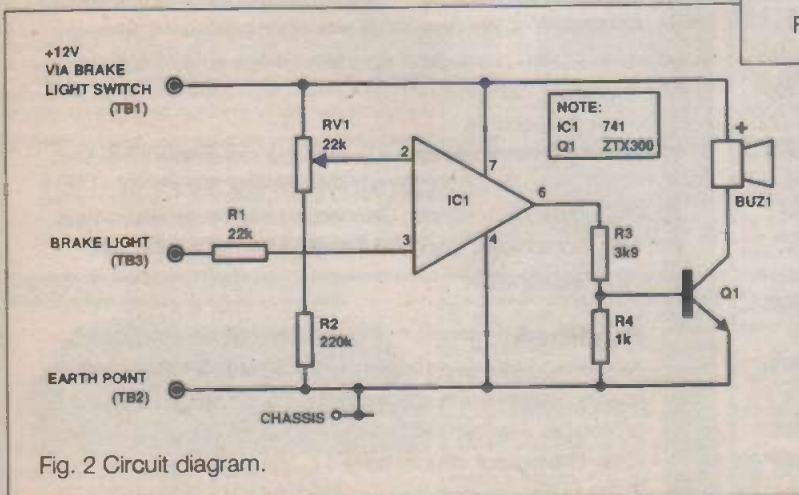 +12V
VIA BRAKE
LIGHT SWITCH
(TB1)
RV1
22k
NOTE:
IC1 741
Q1 ZTX300
2
7
+
IC1
6
BUZ1
R1
22k
BRAKE LIGHT
(TB3)
3
4
R3
3k9
Q1
R2
220k
R4
1k
EARTH POINT
(TB2)
CHASSIS
Fig. 2 Circuit diagram.